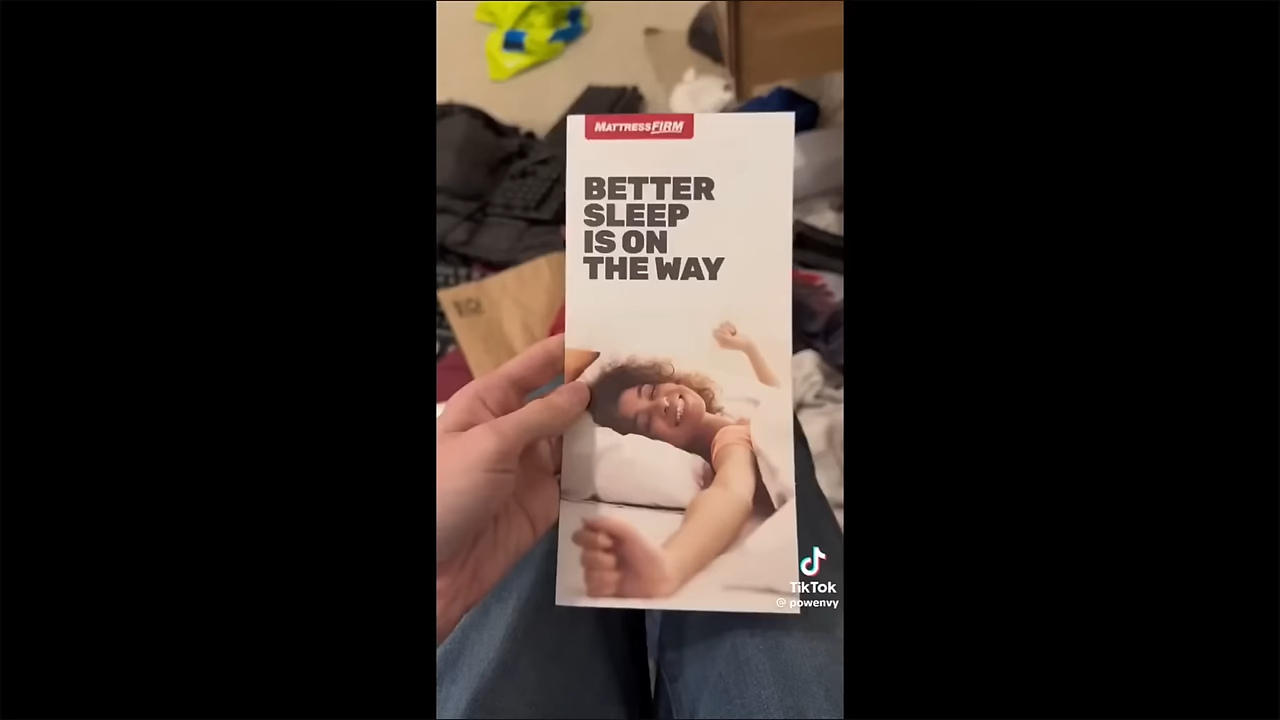 MATTRESS FIRM
BETTER
SLEEP
IS ON
THE WAY
TikTok
@ powenvy